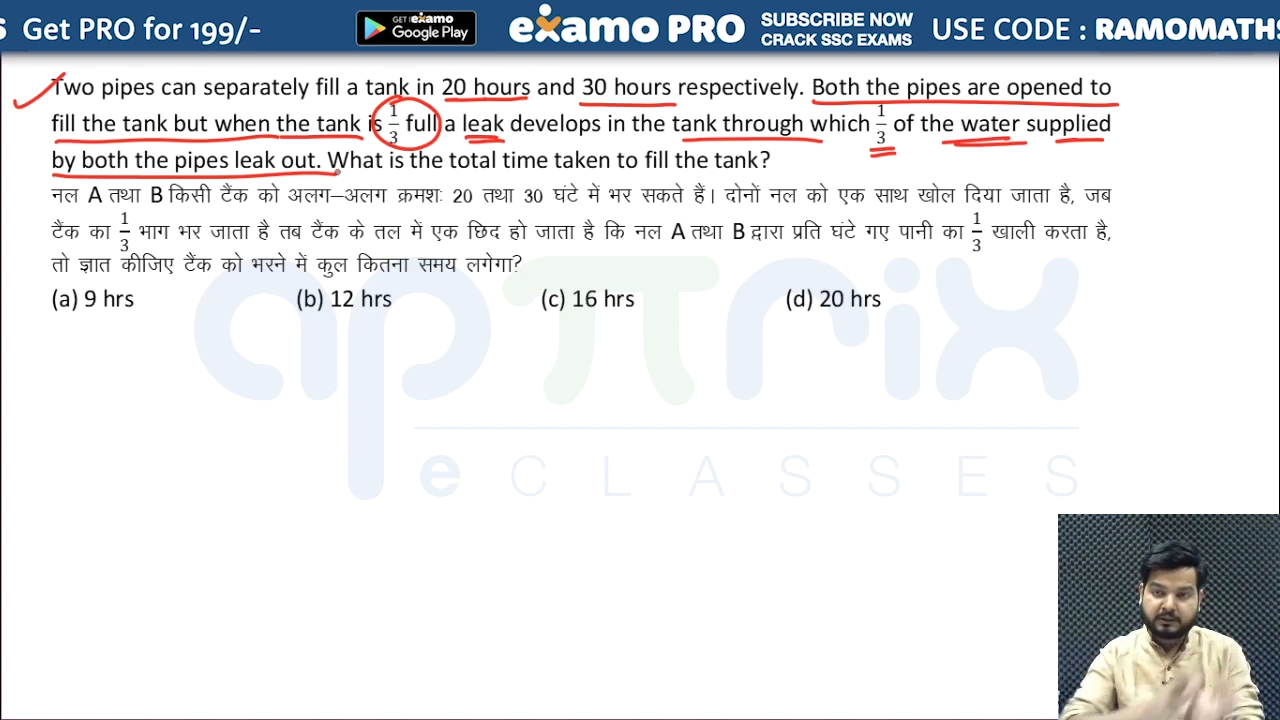 S Get PRO for 199/-
GET IT examo
Google Play
examo PRO
SUBSCRIBE NOW
CRACK SSC EXAMS
USE CODE : RAMOMATHS
Two pipes can separately fill a tank in 20 hours and 30 hours respectively. Both the pipes are opened to
fill the tank but when the tank is 1/3 full a leak develops in the tank through which 1/3 of the water supplied
by both the pipes leak out. What is the total time taken to fill the tank?
नल A तथा B किसी टैंक को अलग–अलग क्रमशः 20 तथा 30 घंटे में भर सकते हैं। दोनों नल को एक साथ खोल दिया जाता है, जब
टैंक का 1/3 भाग भर जाता है तब टैंक के तल में एक छिद हो जाता है कि नल A तथा B द्वारा प्रति घंटे गए पानी का 1/3 खाली करता है,
तो ज्ञात कीजिए टैंक को भरने में कुल कितना समय लगेगा?
(a) 9 hrs (b) 12 hrs (c) 16 hrs (d) 20 hrs
apπrix
e CLASSES